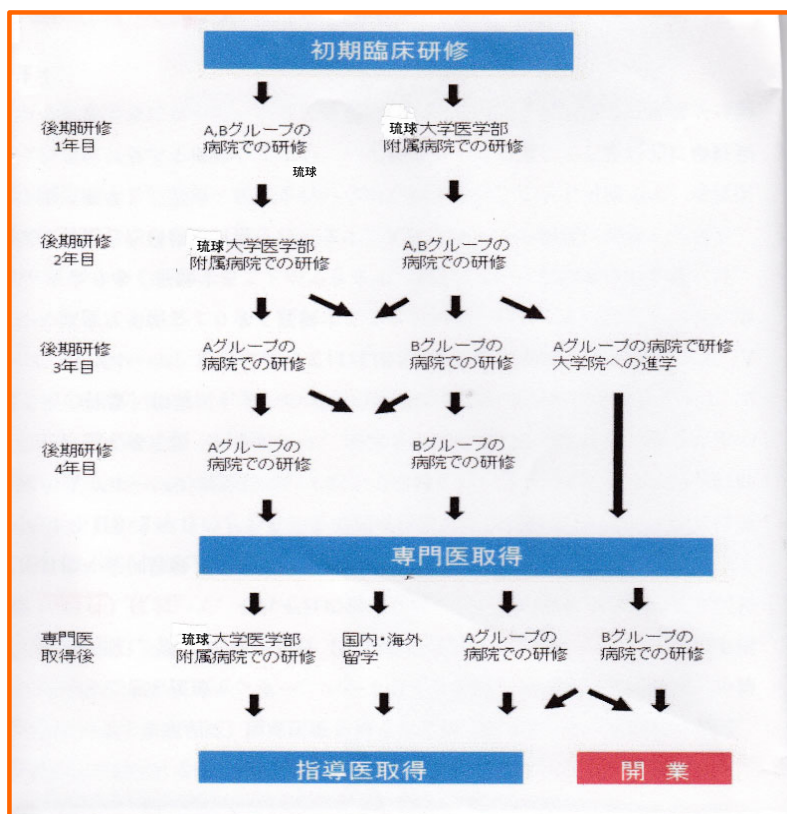 初期臨床研修
後期研修
1年目
A,Bグループの
病院での研修
琉球大学医学部
附属病院での研修
琉球
後期研修
2年目
琉球大学医学部
附属病院での研修
A,Bグループの
病院での研修
後期研修
3年目
Aグループの
病院での研修
Bグループの
病院での研修
Aグループの病院で研修
大学院への進学
後期研修
4年目
Aグループの
病院での研修
Bグループの
病院での研修
専門医取得
専門医
取得後
琉球大学医学部
附属病院での研修
国内・海外
留学
Aグループの
病院での研修
Bグループの
病院での研修
指導医取得
開業